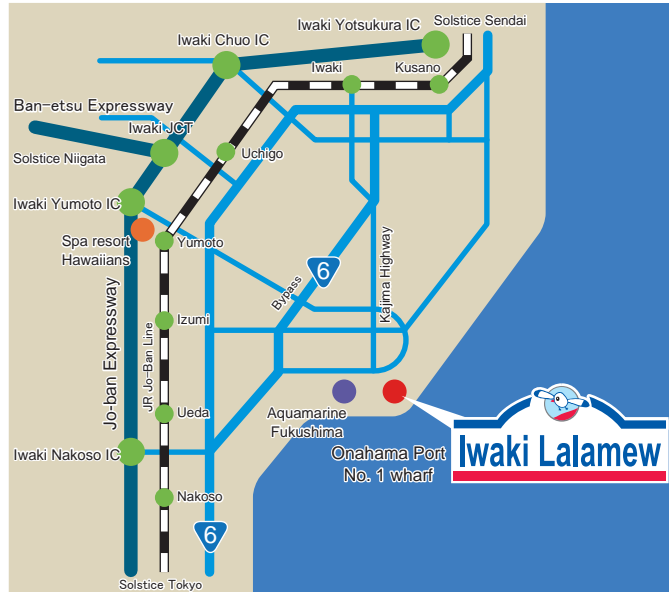 Solstice Sendai
Iwaki Yotsukura IC
Iwaki Chuo IC
Iwaki
Kusano
Ban-etsu Expressway
Iwaki JCT
Solstice Niigata
Uchigo
Iwaki Yumoto IC
Spa resort
Hawaiians
Yumoto
6
Bypass
Kajima Highway
Izumi
Jo-ban Expressway
JR Jo-Ban Line
Ueda
Aquamarine
Fukushima
Onahama Port
No. 1 wharf
Iwaki Lalamew
Iwaki Nakoso IC
Nakoso
6
Solstice Tokyo